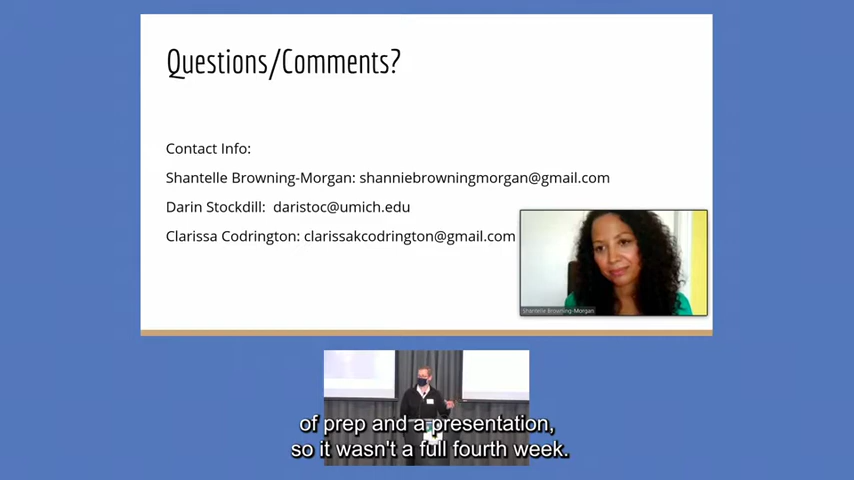 Questions/Comments?
Contact Info:
Shantelle Browning-Morgan: shanniebrowningmorgan@gmail.com
Darin Stockdill: daristoc@umich.edu
Clarissa Codrington: clarissakcodrington@gmail.com
Shantelle Browning-Morgan
of prep and a presentation,
so it wasn't a full fourth week.